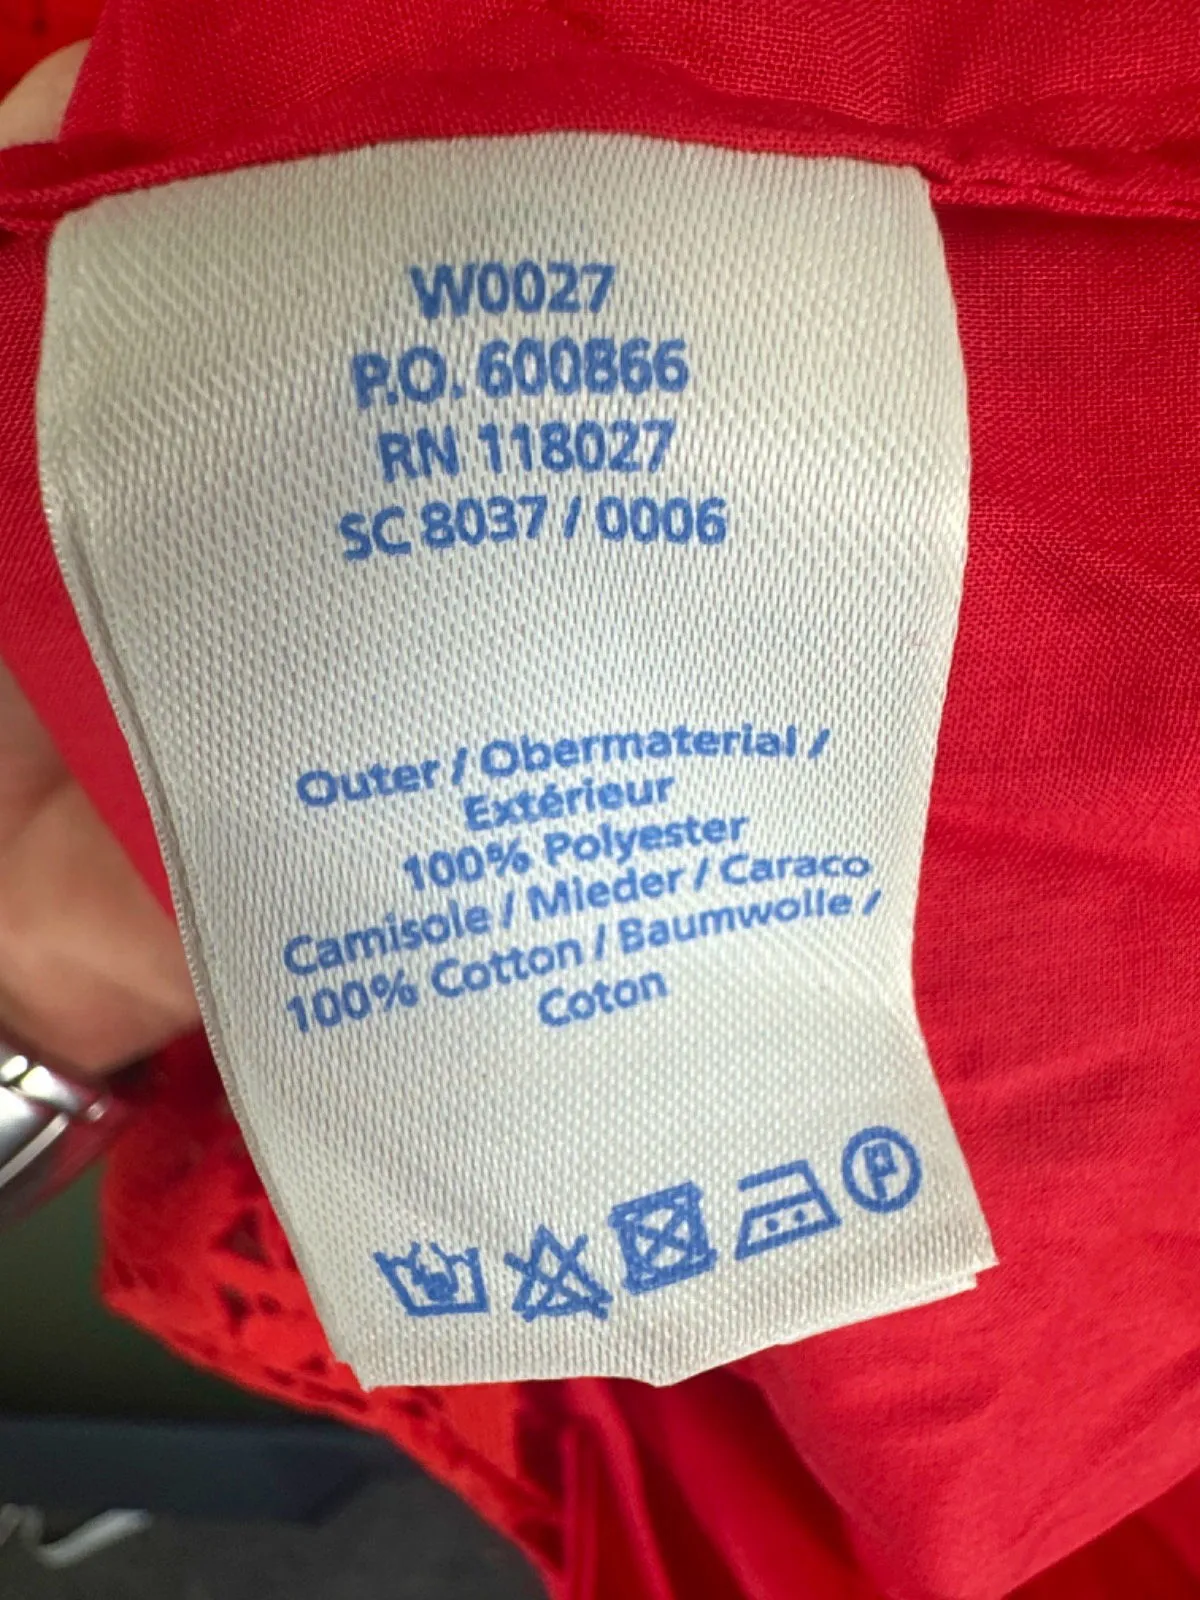 W0027
P.O. 600866
RN 118027
SC 8037 / 0006
Outer / Obermaterial /
Extérieur
100% Polyester
Camisole / Mieder / Caraco
100% Cotton / Baumwolle /
Coton
P